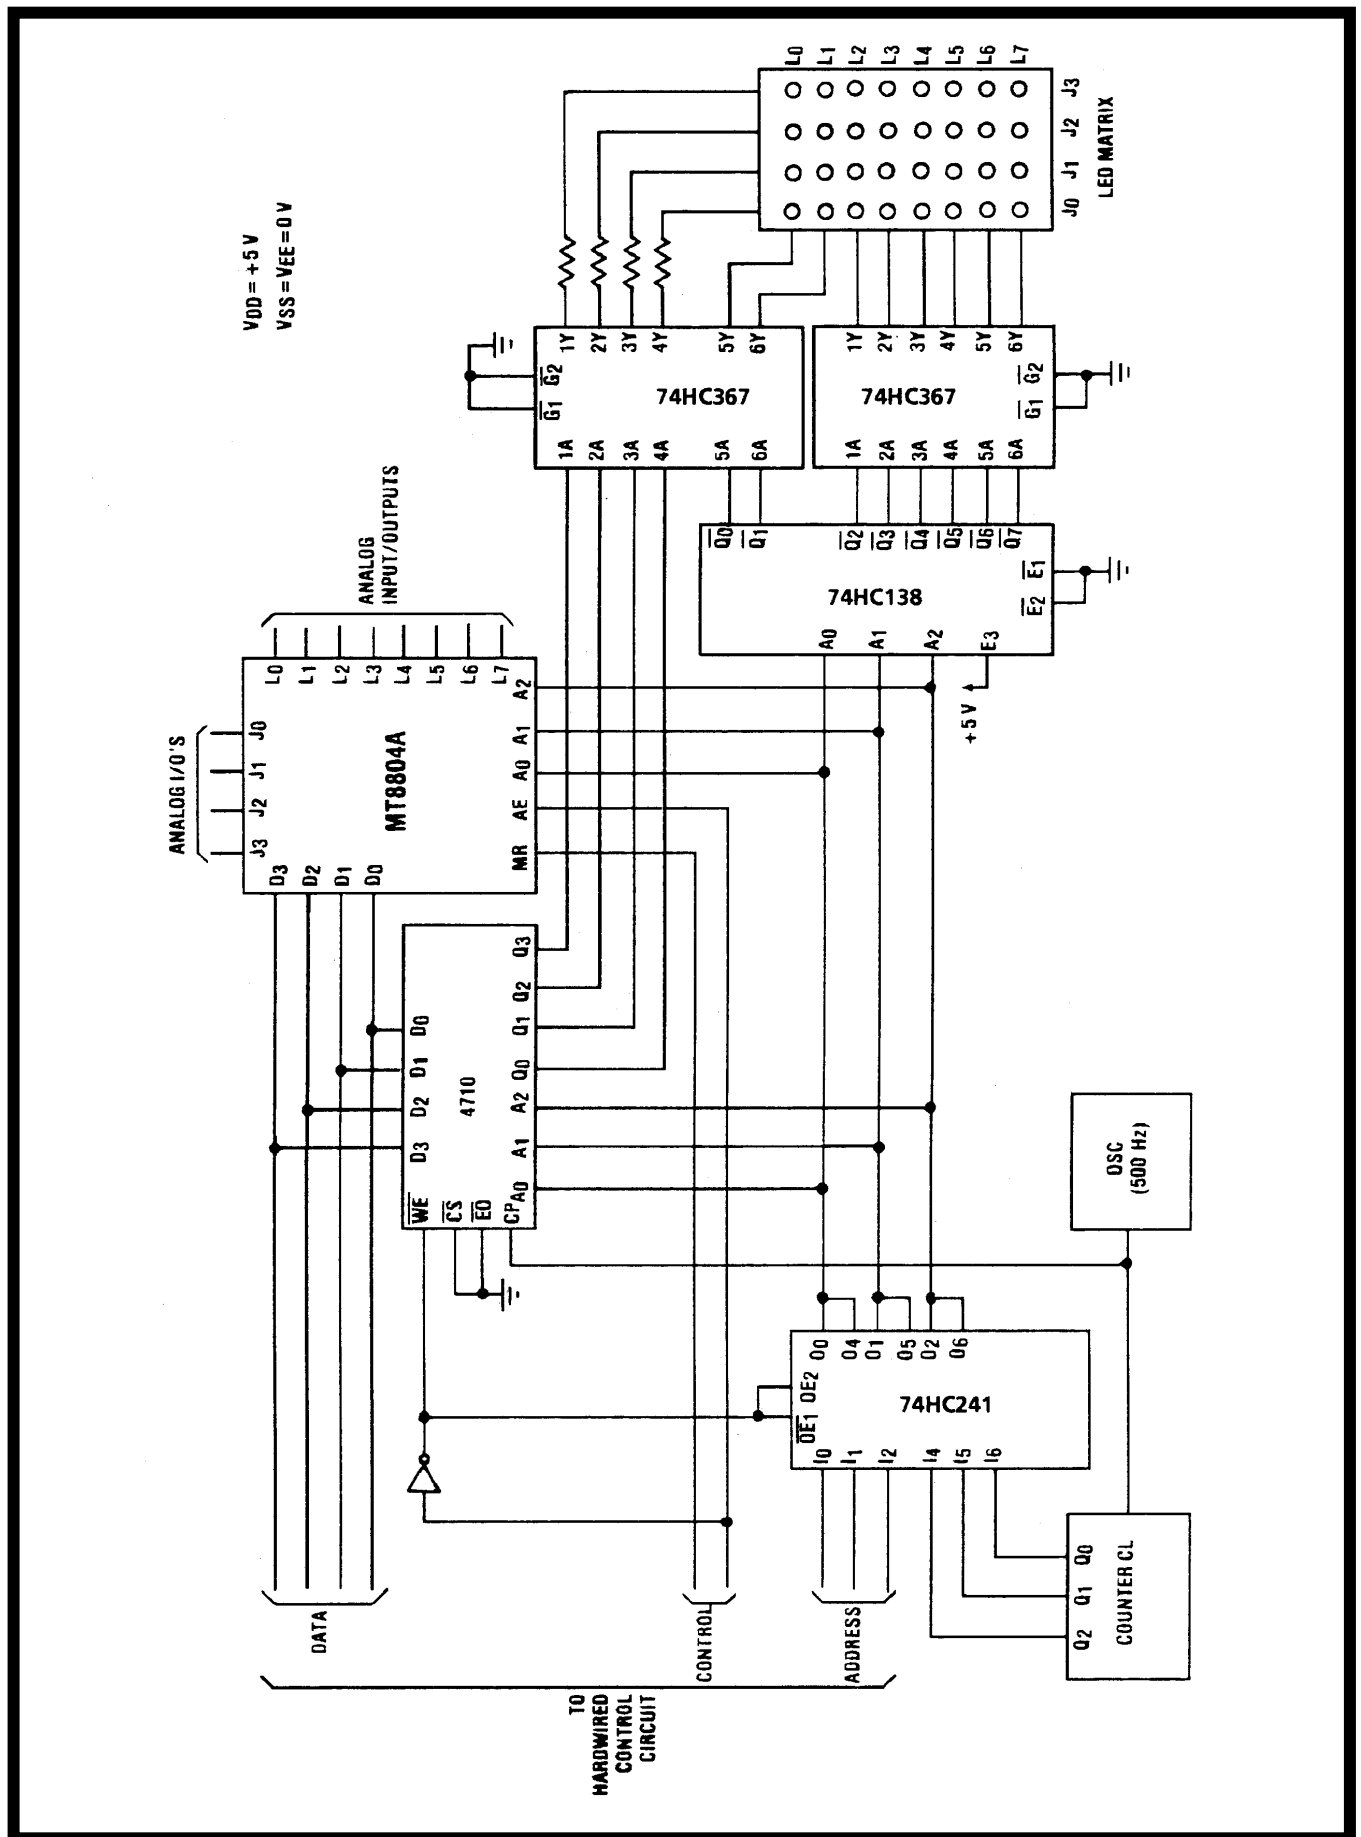 VDD = +5 V
VSS = VEE = 0 V
L0 L1 L2 L3 L4 L5 L6 L7
J3
J2
J1
J0
LED MATRIX
1Y 2Y 3Y 4Y 5Y 6Y
G1 G2
74HC367
1A 2A 3A 4A 5A 6A
1Y 2Y 3Y 4Y 5Y 6Y
G1 G2
74HC367
1A 2A 3A 4A 5A 6A
Q0 Q1 Q2 Q3 Q4 Q5 Q6 Q7
E2 E1
74HC138
A0 A1 A2 E3
+5 V
ANALOG
INPUT/OUTPUTS
L0 L1 L2 L3 L4 L5 L6 L7
ANALOG I/O'S
J3 J2 J1 J0
MT8804A
D3 D2 D1 D0
MR AE A0 A1 A2
D3 D2 D1 D0
4710
WE CS EO CP
A0 A1 A2 Q0 Q1 Q2 Q3
OSC
(500 Hz)
O0 O4 O1 O5 O2 O6
OE1 OE2
74HC241
I0 I1 I2 I4 I5 I6
Q2 Q1 Q0
COUNTER CL
DATA
CONTROL
ADDRESS
TO
HARDWIRED
CONTROL
CIRCUIT